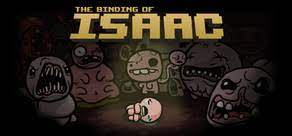 THE BINDING OF
ISAAC